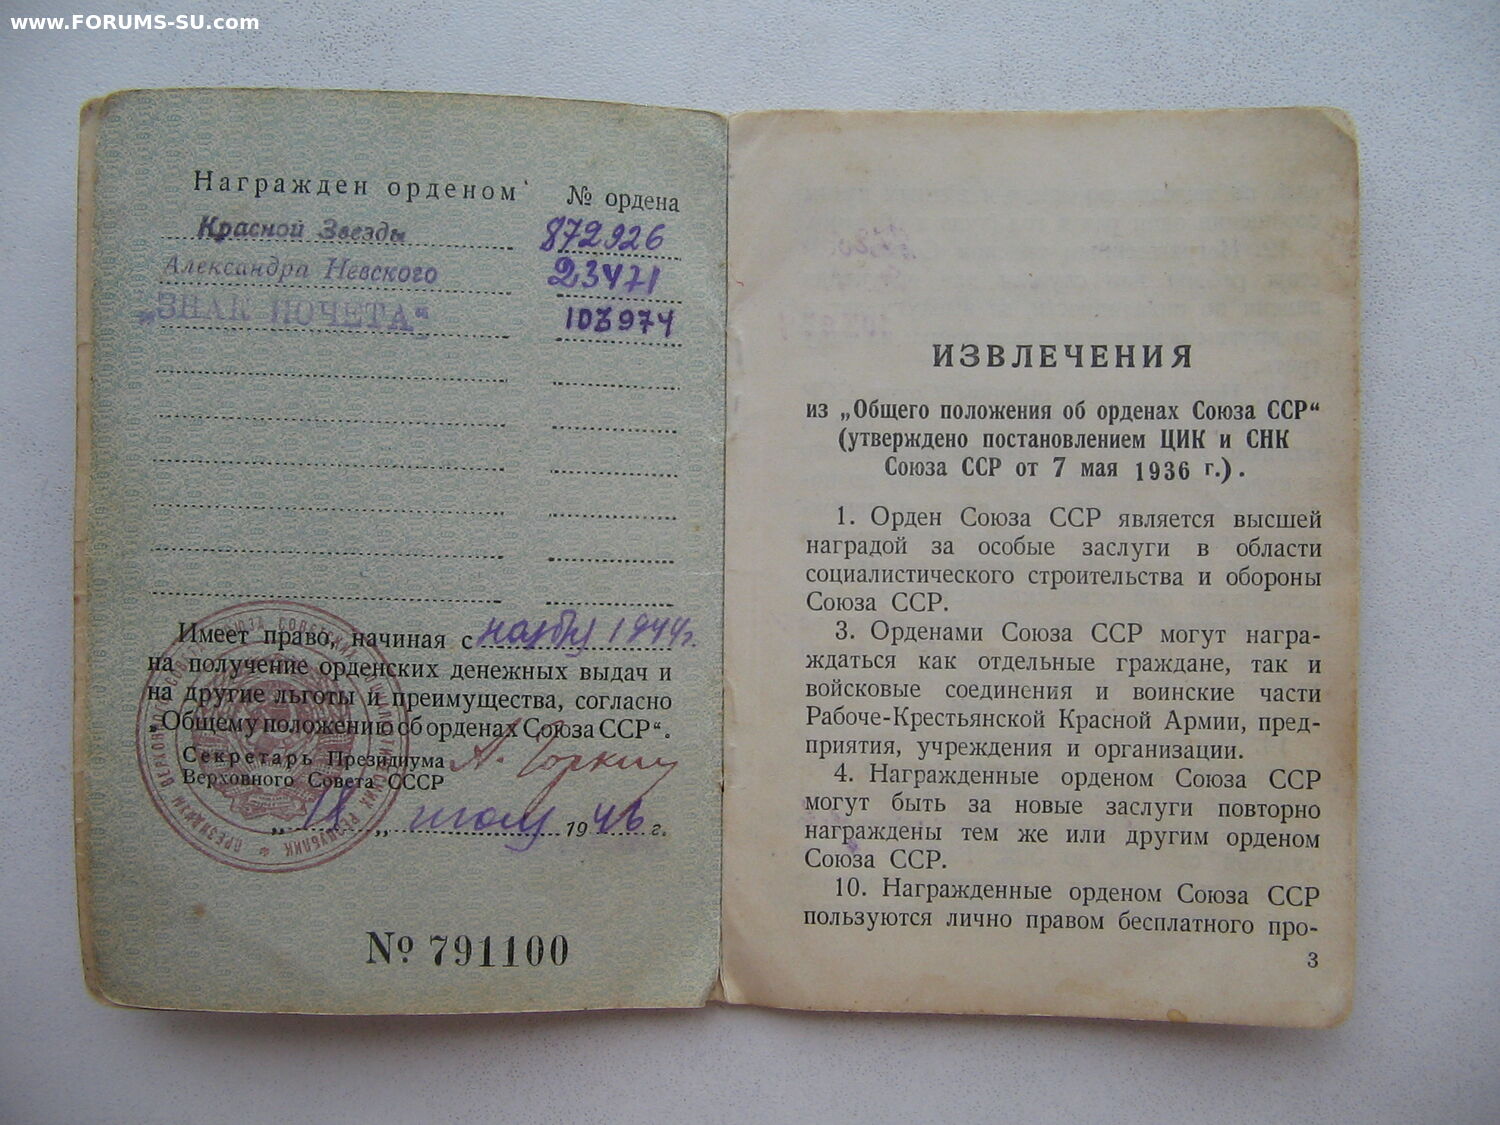 www.FORUMS-SU.com
Награжден орденом
№ ордена
Красной Звезды 872926
Александра Невского 23471
„ЗНАК ПОЧЕТА“ 103974
Имеет право, начиная с ноября 1944г.
на получение орденских денежных выдач и
на другие льготы и преимущества, согласно
„Общему положению об орденах Союза ССР“.
Секретарь Президиума
Верховного Совета СССР
А. Горкин
июля 1946 г.
№ 791100
ИЗВЛЕЧЕНИЯ
из „Общего положения об орденах Союза ССР“
(утверждено постановлением ЦИК и СНК
Союза ССР от 7 мая 1936 г.).
1. Орден Союза ССР является высшей
наградой за особые заслуги в области
социалистического строительства и обороны
Союза ССР.
3. Орденами Союза ССР могут награ-
ждаться как отдельные граждане, так и
войсковые соединения и воинские части
Рабоче-Крестьянской Красной Армии, пред-
приятия, учреждения и организации.
4. Награжденные орденом Союза ССР
могут быть за новые заслуги повторно
награждены тем же или другим орденом
Союза ССР.
10. Награжденные орденом Союза ССР
пользуются лично правом бесплатного про-
3